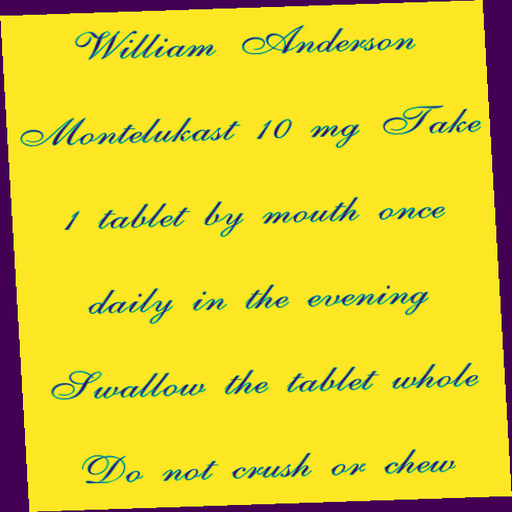 William Anderson
Montelukast 10 mg Take
1 tablet by mouth once
daily in the evening
Swallow the tablet whole
Do not crush or chew